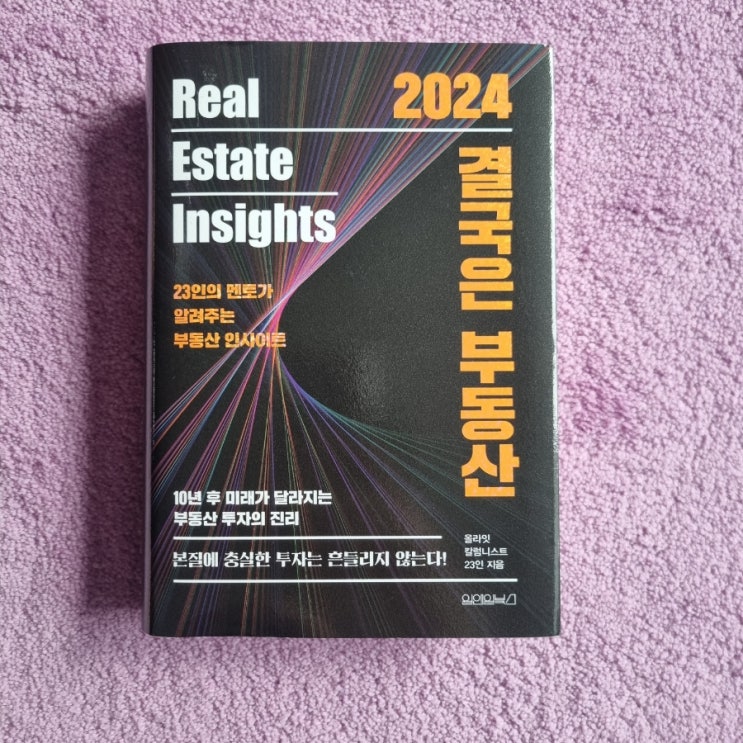 Real
Estate
Insights
2024
결국은 부동산
23인의 멘토가
알려주는
부동산 인사이트
10년 후 미래가 달라지는
부동산 투자의 진리
본질에 충실한 투자는 흔들리지 않는다!
올라잇
칼럼니스트
23인 지음